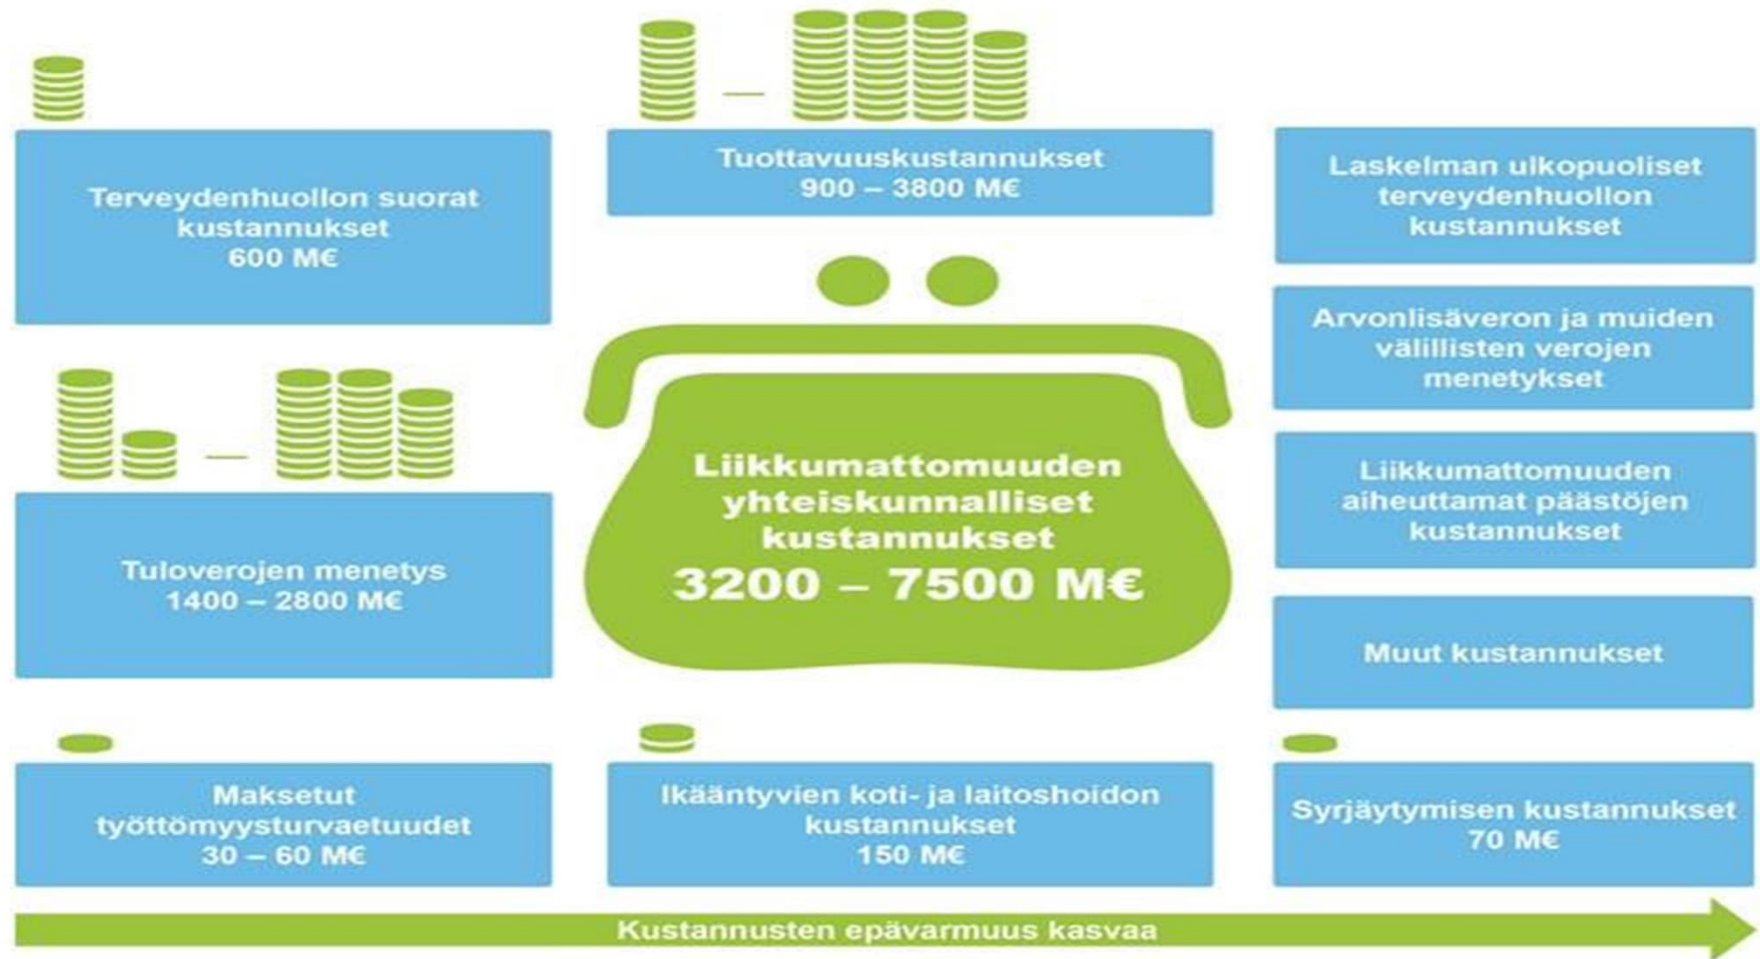 Terveydenhuollon suorat
kustannukset
600 M€
Tuottavuuskustannukset
900 – 3800 M€
Laskelman ulkopuoliset
terveydenhuollon
kustannukset
Arvonlisäveron ja muiden
välillisten verojen
menetykset
Tuloverojen menetys
1400 – 2800 M€
Liikkumattomuuden
yhteiskunnalliset
kustannukset
3200 – 7500 M€
Liikkumattomuuden
aiheuttamat päästöjen
kustannukset
Muut kustannukset
Maksetut
työttömyysturvaetuudet
30 – 60 M€
Ikääntyvien koti- ja laitoshoidon
kustannukset
150 M€
Syrjäytymisen kustannukset
70 M€
Kustannusten epävarmuus kasvaa